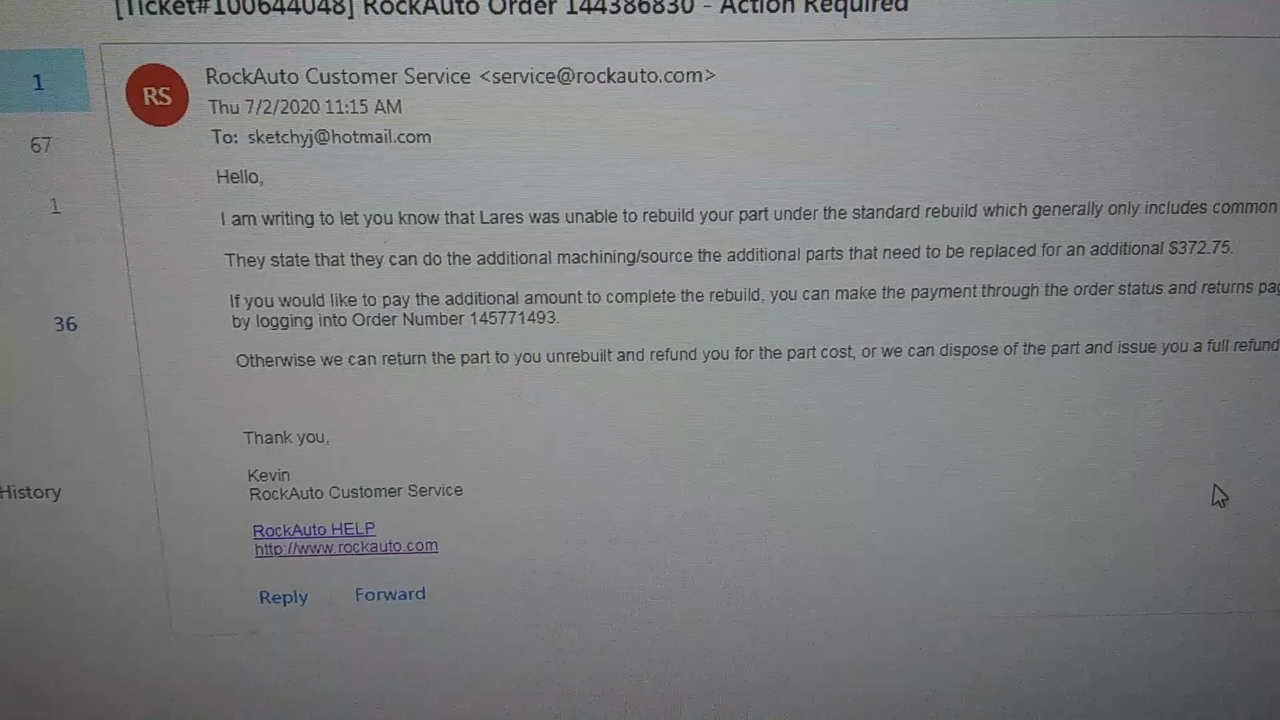 [Ticket#100644048] RockAuto Order 144386830 - Action Required
1
RS
RockAuto Customer Service <service@rockauto.com>
Thu 7/2/2020 11:15 AM
67
To: sketchyj@hotmail.com
Hello,
1
I am writing to let you know that Lares was unable to rebuild your part under the standard rebuild which generally only includes common
They state that they can do the additional machining/source the additional parts that need to be replaced for an additional $372.75.
If you would like to pay the additional amount to complete the rebuild, you can make the payment through the order status and returns pag
36
by logging into Order Number 145771493.
Otherwise we can return the part to you unrebuilt and refund you for the part cost, or we can dispose of the part and issue you a full refund
Thank you,
Kevin
History
RockAuto Customer Service
RockAuto HELP
http://www.rockauto.com
Reply Forward